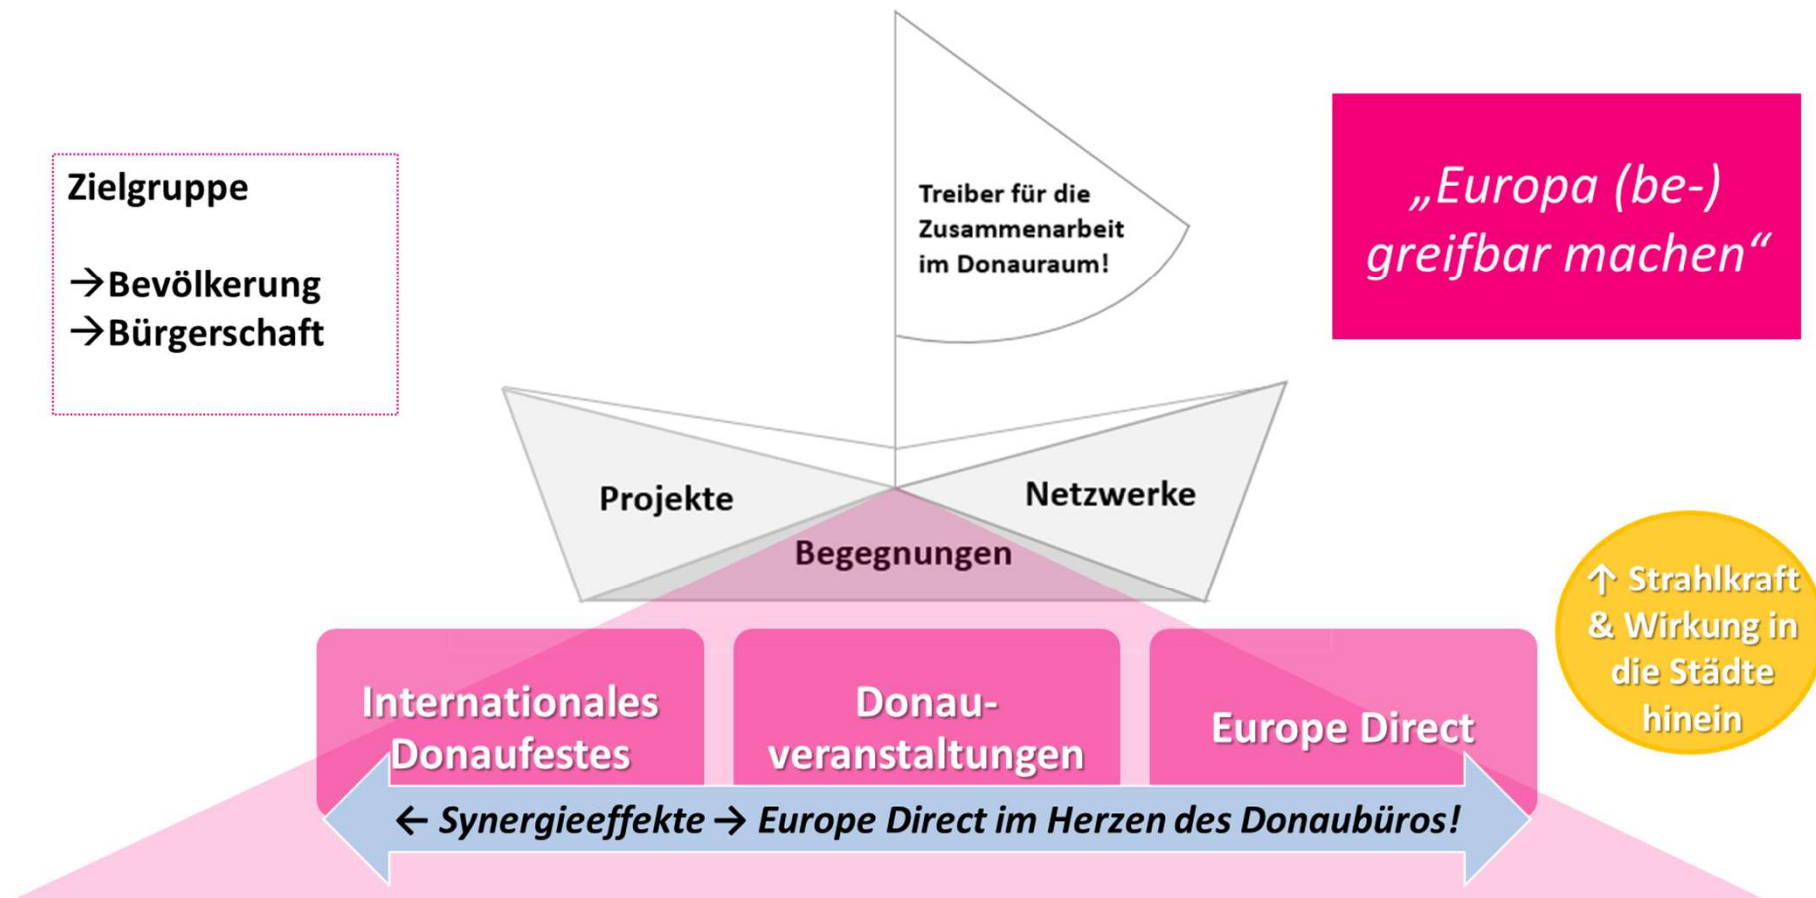 Zielgruppe
→Bevölkerung
→Bürgerschaft
Treiber für die
Zusammenarbeit
im Donauraum!
„Europa (be-)
greifbar machen“
Projekte
Netzwerke
Begegnungen
↑ Strahlkraft
& Wirkung in
die Städte
hinein
Internationales
Donaufestes
Donau-
veranstaltungen
Europe Direct
← Synergieeffekte → Europe Direct im Herzen des Donaubüros!